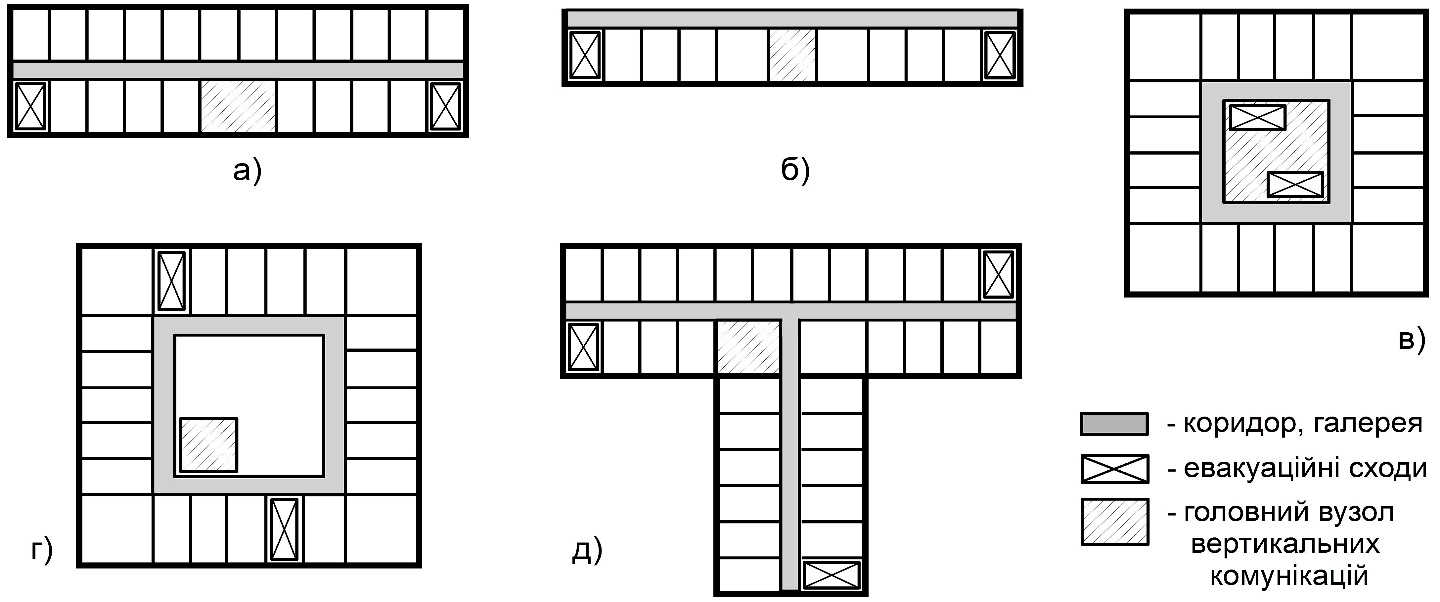 а)
б)
в)
г)
д)
- коридор, галерея
- евакуаційні сходи
- головний вузол
вертикальних
комунікацій